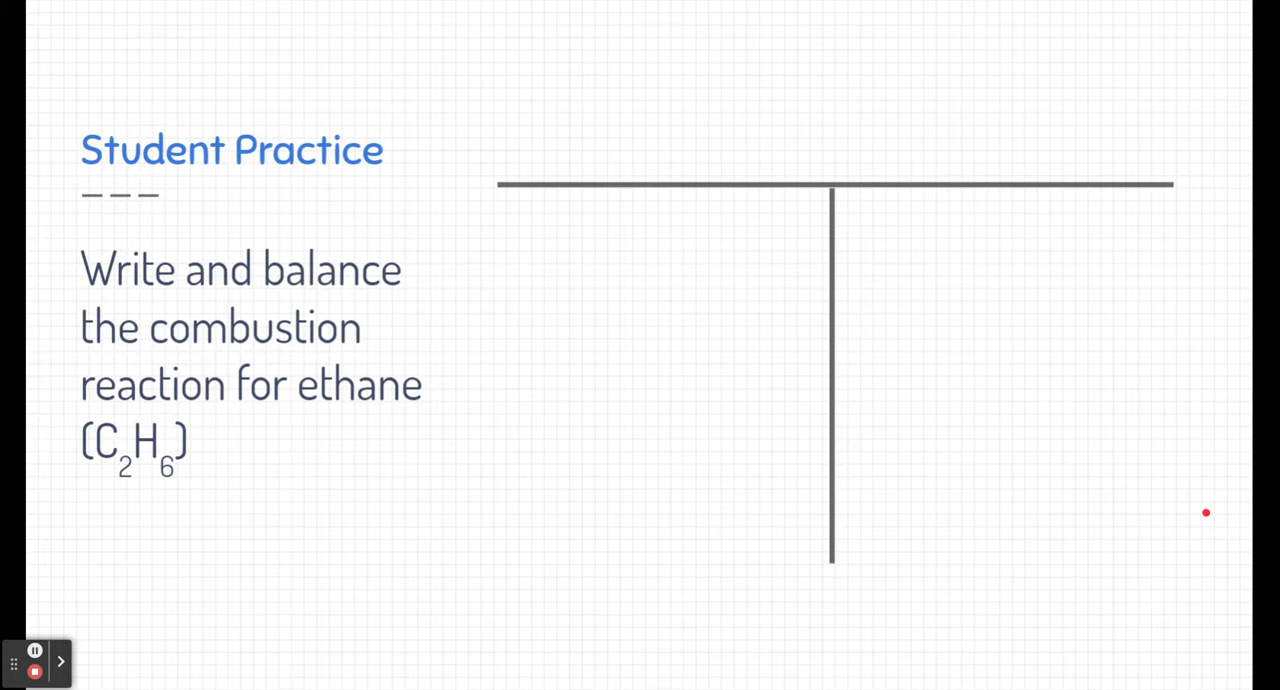 Student Practice
Write and balance
the combustion
reaction for ethane
(C₂H₆)